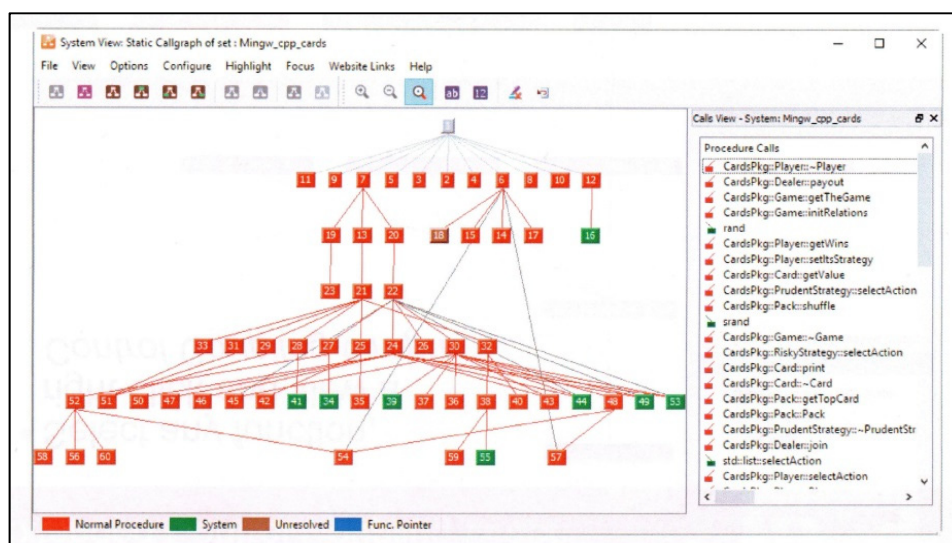 System View: Static Callgraph of set : Mingw_cpp_cards
File View Options Configure Highlight Focus Website Links Help
ab 12
Calls View - System: Mingw_cpp_cards
Procedure Calls
CardsPkg::Player::~Player
CardsPkg::Dealer::payout
CardsPkg::Game::getTheGame
CardsPkg::Game::initRelations
rand
CardsPkg::Player::getWins
CardsPkg::Player::setItsStrategy
CardsPkg::Card::getValue
CardsPkg::PrudentStrategy::selectAction
CardsPkg::Pack::shuffle
srand
CardsPkg::Game::~Game
CardsPkg::RiskyStrategy::selectAction
CardsPkg::Card::print
CardsPkg::Card::~Card
CardsPkg::Pack::getTopCard
CardsPkg::Pack::Pack
CardsPkg::PrudentStrategy::~PrudentStr
CardsPkg::Dealer::join
std::list::selectAction
CardsPkg::Player::selectAction
11 9 7 5 3 2 4 6 8 10 12
19 13 20 18 15 14 17 16
23 21 22
33 31 29 28 27 25 24 26 30 32
52 51 50 47 46 45 42 41 34 35 39 37 36 38 40 43 44 48 49 53
58 56 60 54 59 55 57
Normal Procedure System Unresolved Func. Pointer